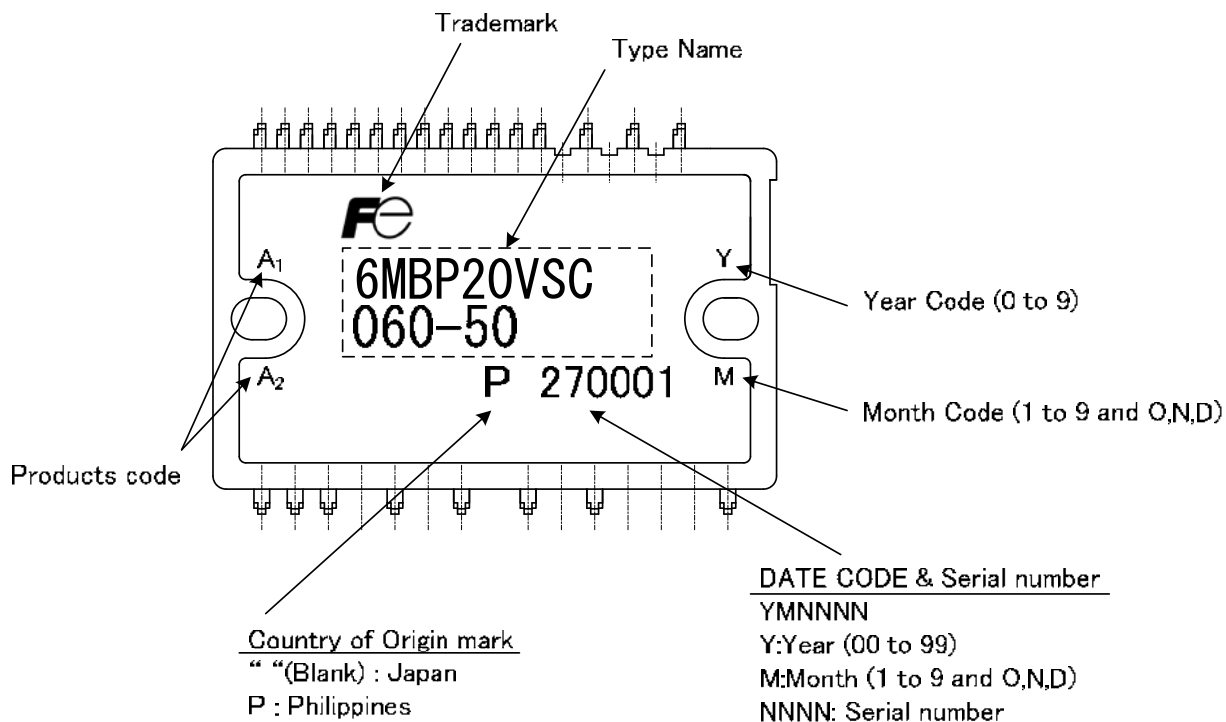 Trademark
Type Name
Fe
A1
Y
6MBP20VSC
060-50
Year Code (0 to 9)
A2
P 270001
M
Month Code (1 to 9 and O,N,D)
Products code
DATE CODE & Serial number
YMNNNN
Y:Year (00 to 99)
M:Month (1 to 9 and O,N,D)
NNNN: Serial number
Country of Origin mark
“ “(Blank) : Japan
P : Philippines